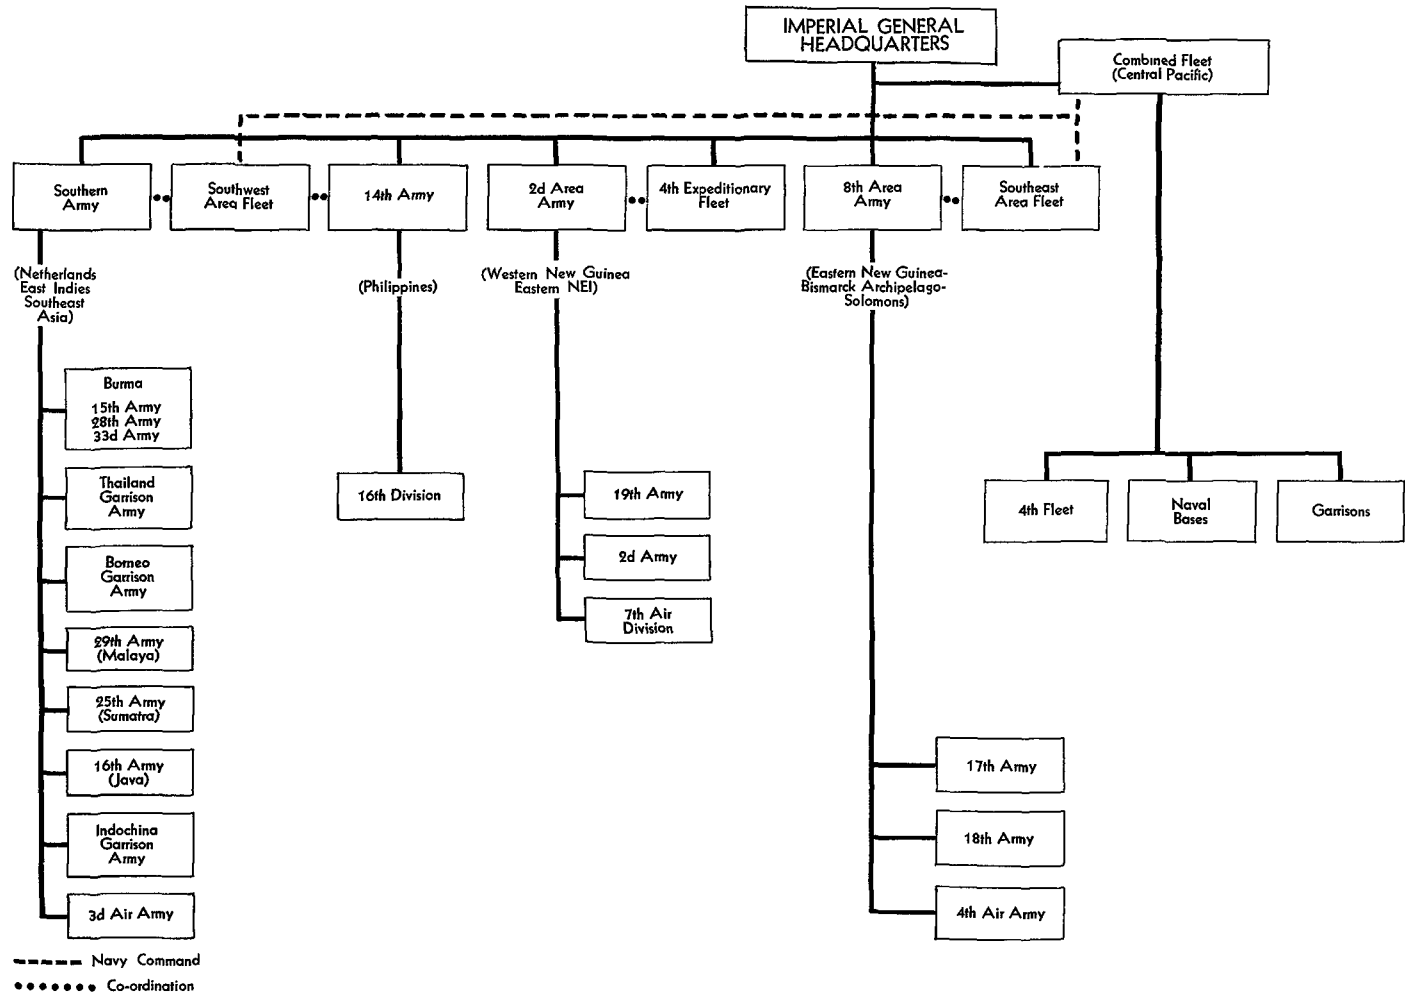 IMPERIAL GENERAL
HEADQUARTERS
Combined Fleet
(Central Pacific)
Southern
Army
Southwest
Area Fleet
14th Army
2d Area
Army
4th Expeditionary
Fleet
8th Area
Army
Southeast
Area Fleet
(Netherlands
East Indies
Southeast
Asia)
(Philippines)
(Western New Guinea
Eastern NEI)
(Eastern New Guinea-
Bismarck Archipelago-
Solomons)
Burma
15th Army
28th Army
33d Army
Thailand
Garrison
Army
Borneo
Garrison
Army
29th Army
(Malaya)
25th Army
(Sumatra)
16th Army
(Java)
Indochina
Garrison
Army
3d Air Army
16th Division
19th Army
2d Army
7th Air
Division
17th Army
18th Army
4th Air Army
4th Fleet
Naval
Bases
Garrisons
Navy Command
Co-ordination